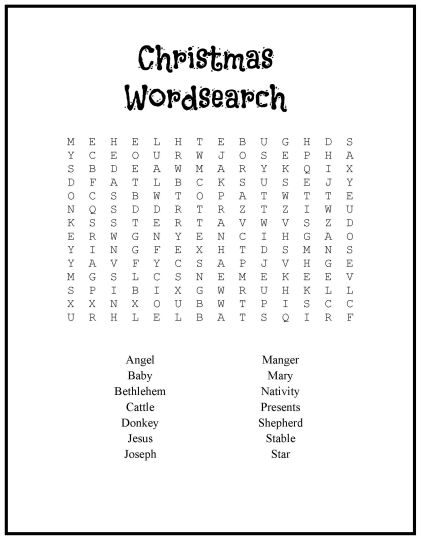 Christmas
Wordsearch
M E H E L H T E B U G H D S
Y C E O U R W J O S E P H A
S B D E A W M A R Y K Q I X
D F A T L B C K S U S E J Y
O C S B W T O P A T W T T E
N Q S D D R T R Z T Z I W U
K S S T E R T A V W V S Z D
E R W G N Y E N C I H G A O
Y I N G F E X H T D S M N S
Y A V F Y C S A P J V H G E
M G S L C S N E M E K E E V
S P I B I X G W R U H K L L
X X N X O U B W T P I S C C
U R H L E L B A T S Q I R F
Angel Manger
Baby Mary
Bethlehem Nativity
Cattle Presents
Donkey Shepherd
Jesus Stable
Joseph Star